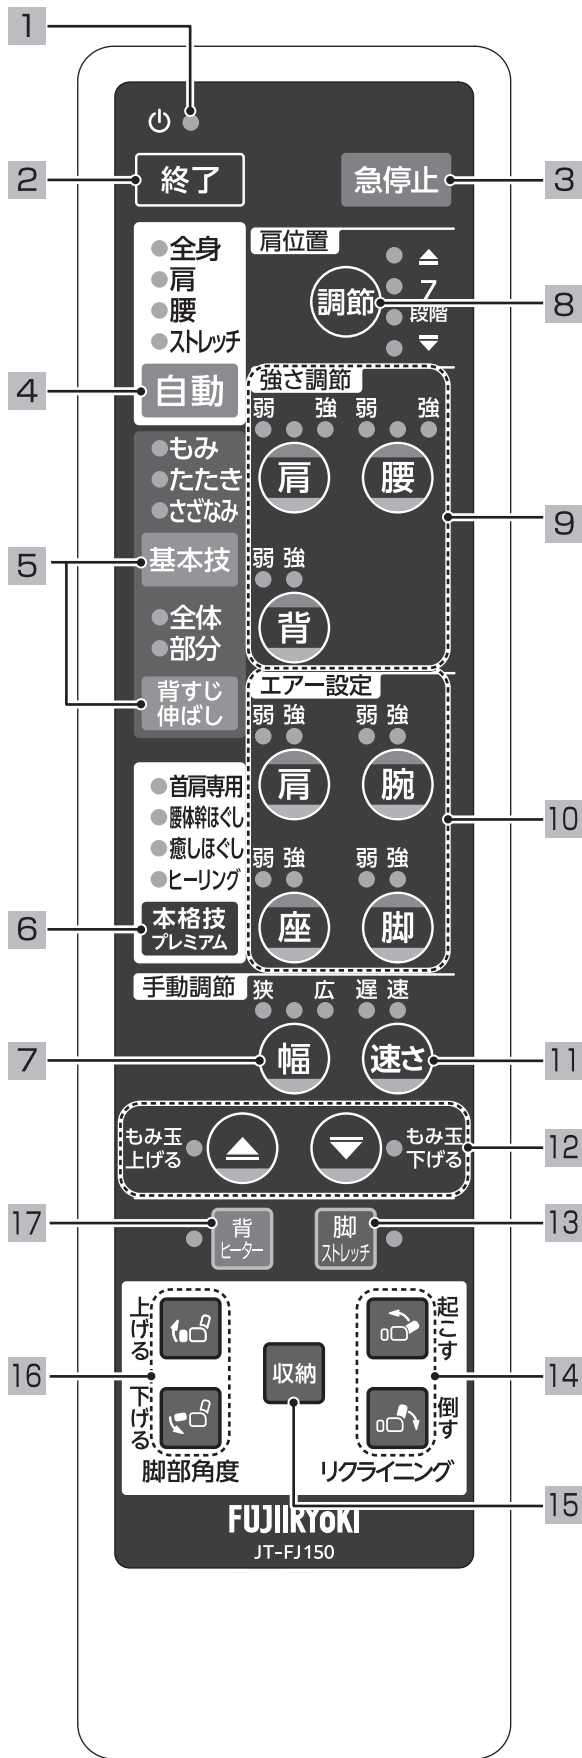 1
2
終了
急停止
3
全身
肩
腰
ストレッチ
4
自動
肩位置
調節
7
段階
8
強さ調節
弱 強 弱 強
肩 腰
弱 強
背
9
もみ
たたき
さざなみ
5
基本技
全体
部分
背すじ
伸ばし
エアー設定
弱 強 弱 強
肩 腕
弱 強 弱 強
座 脚
10
首肩専用
腰体幹ほぐし
癒しほぐし
ヒーリング
6
本格技
プレミアム
手動調節
狭 広 遅 速
7
幅 速さ
11
もみ玉
上げる
もみ玉
下げる
12
17
背
ヒーター
脚
ストレッチ
13
上げる
下げる
16
脚部角度
収納
15
起こす
倒す
14
リクライニング
FUJIIRYOKI
JT-FJ150